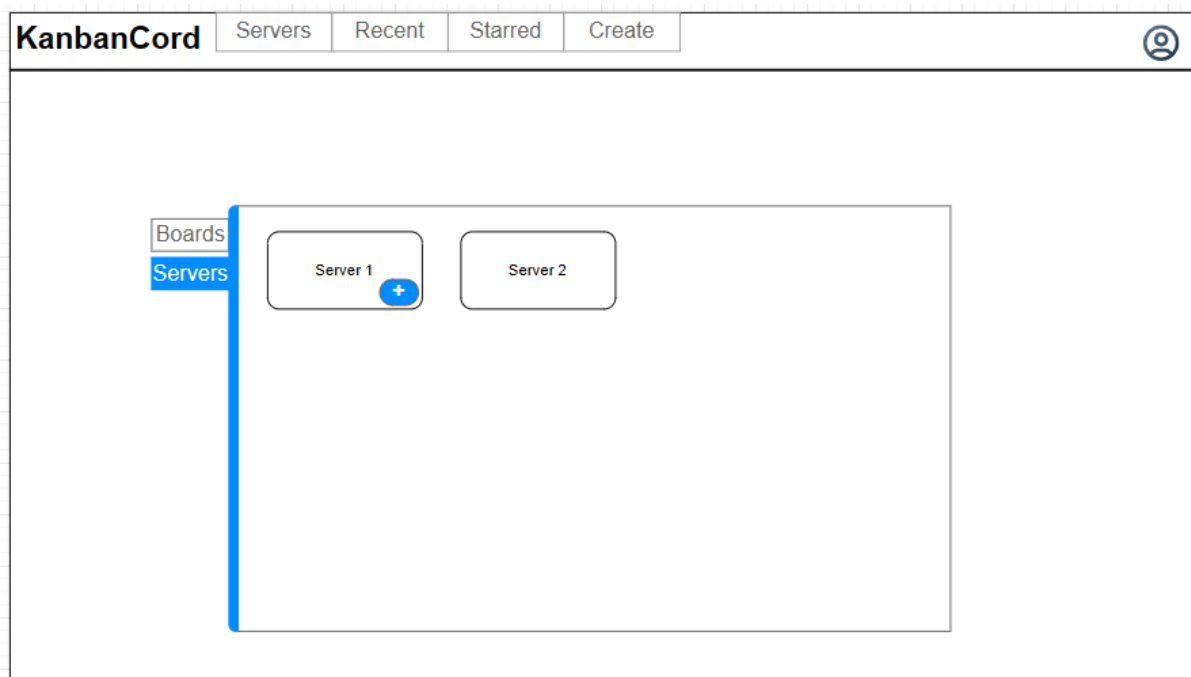 KanbanCord
Servers
Recent
Starred
Create
Boards
Servers
Server 1
+
Server 2